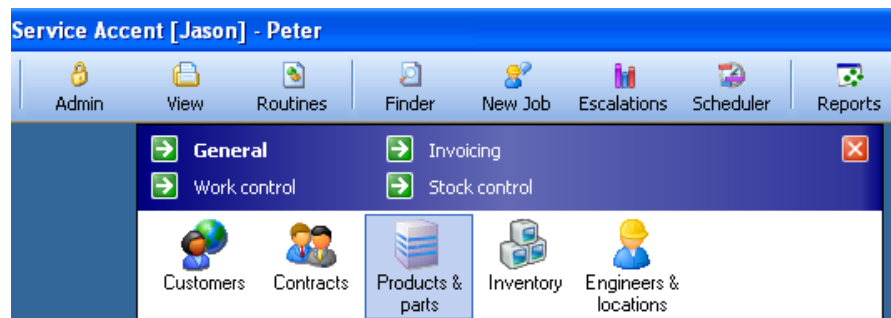 Service Accent [Jason] - Peter
Admin View Routines Finder New Job Escalations Scheduler Reports
General Invoicing
Work control Stock control
Customers Contracts Products & Inventory Engineers &
parts locations